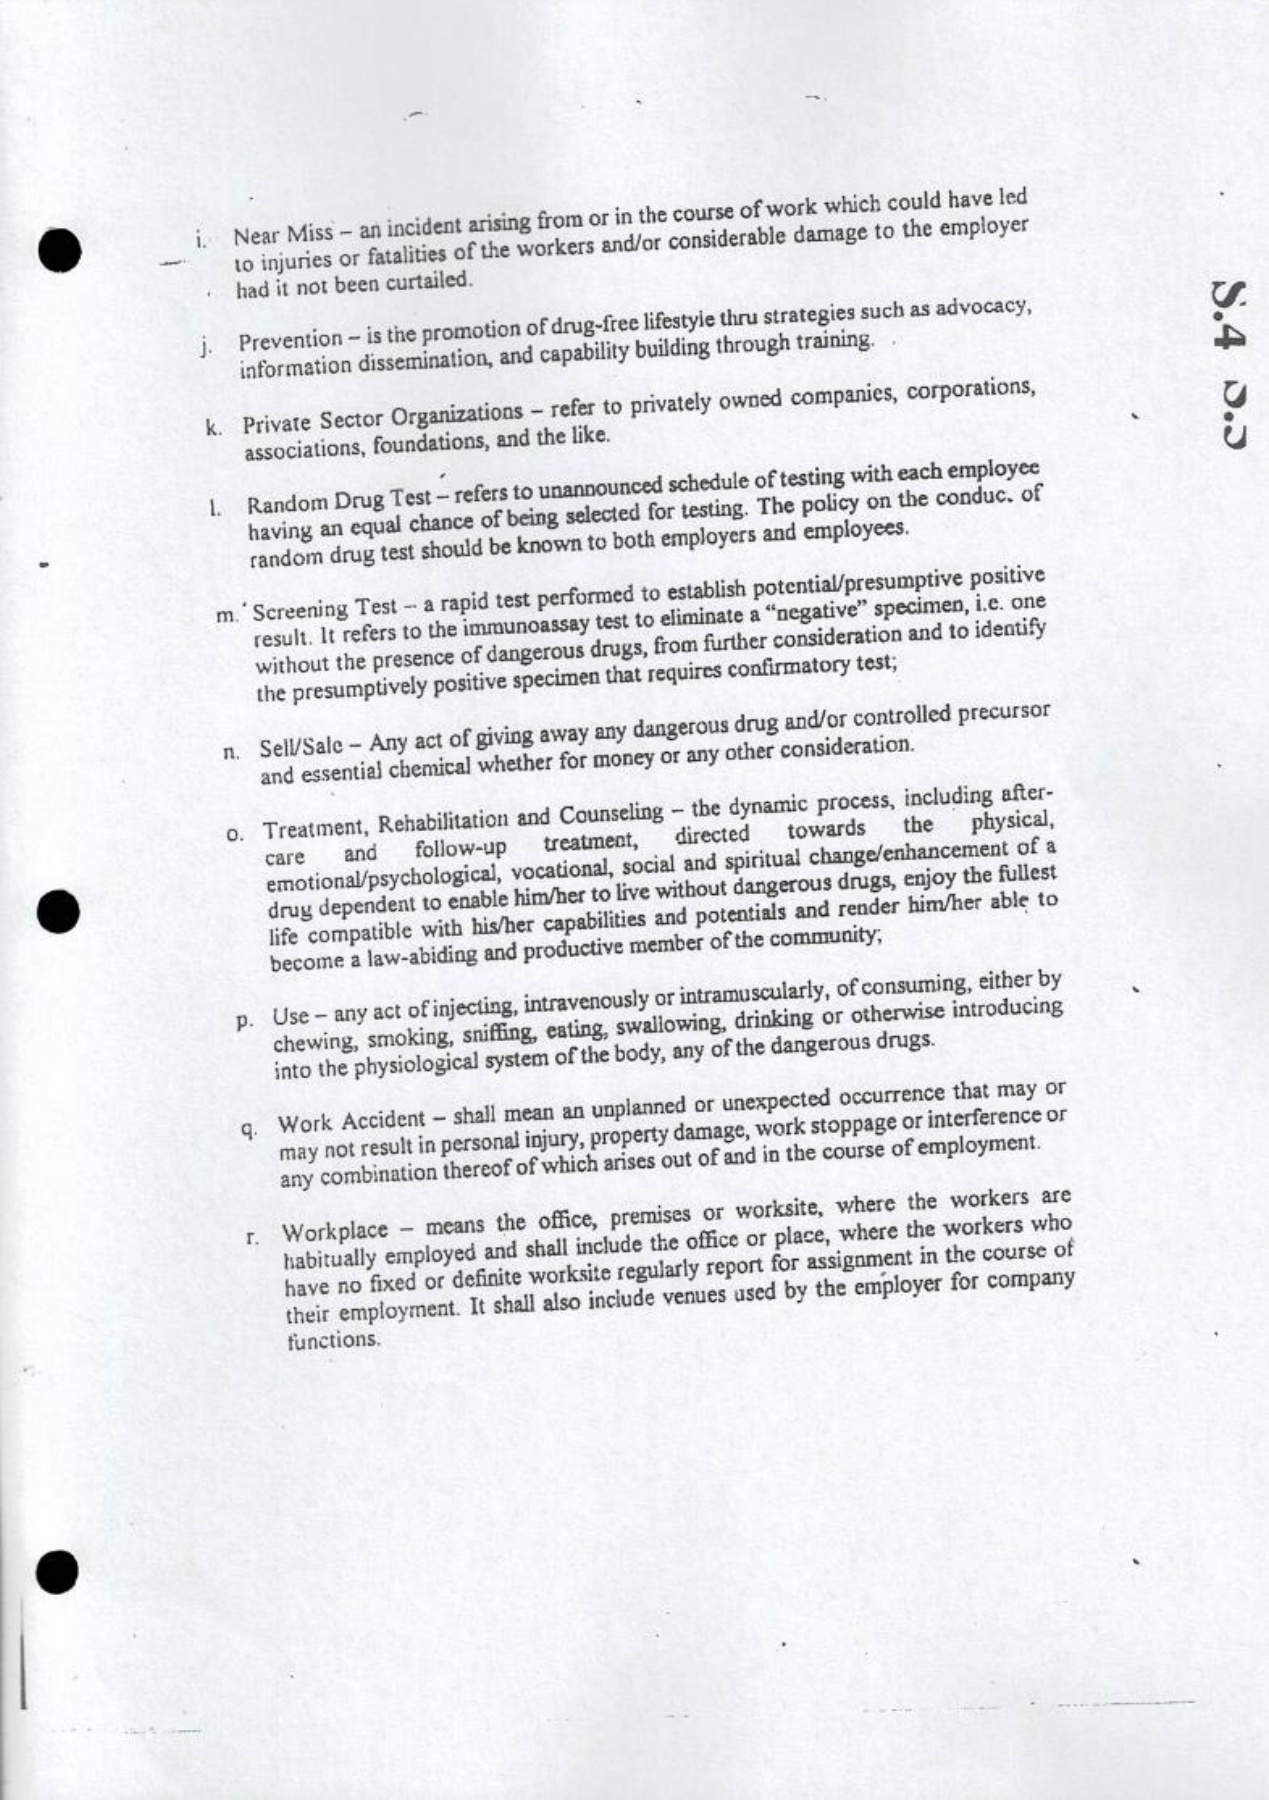 i. Near Miss – an incident arising from or in the course of work which could have led
to injuries or fatalities of the workers and/or considerable damage to the employer
had it not been curtailed.
j. Prevention – is the promotion of drug-free lifestyle thru strategies such as advocacy,
information dissemination, and capability building through training.
k. Private Sector Organizations – refer to privately owned companies, corporations,
associations, foundations, and the like.
l. Random Drug Test – refers to unannounced schedule of testing with each employee
having an equal chance of being selected for testing. The policy on the conduc. of
random drug test should be known to both employers and employees.
m. Screening Test – a rapid test performed to establish potential/presumptive positive
result. It refers to the immunoassay test to eliminate a “negative” specimen, i.e. one
without the presence of dangerous drugs, from further consideration and to identify
the presumptively positive specimen that requires confirmatory test;
n. Sell/Sale – Any act of giving away any dangerous drug and/or controlled precursor
and essential chemical whether for money or any other consideration.
o. Treatment, Rehabilitation and Counseling – the dynamic process, including after-
care and follow-up treatment, directed towards the physical,
emotional/psychological, vocational, social and spiritual change/enhancement of a
drug dependent to enable him/her to live without dangerous drugs, enjoy the fullest
life compatible with his/her capabilities and potentials and render him/her able to
become a law-abiding and productive member of the community;
p. Use – any act of injecting, intravenously or intramuscularly, of consuming, either by
chewing, smoking, sniffing, eating, swallowing, drinking or otherwise introducing
into the physiological system of the body, any of the dangerous drugs.
q. Work Accident – shall mean an unplanned or unexpected occurrence that may or
may not result in personal injury, property damage, work stoppage or interference or
any combination thereof of which arises out of and in the course of employment.
r. Workplace – means the office, premises or worksite, where the workers are
habitually employed and shall include the office or place, where the workers who
have no fixed or definite worksite regularly report for assignment in the course of
their employment. It shall also include venues used by the employer for company
functions.